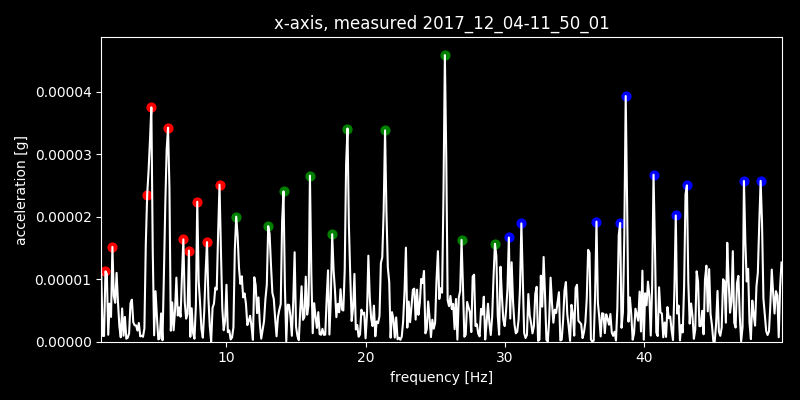 x-axis, measured 2017_12_04-11_50_01
acceleration [g]
0.00004
0.00003
0.00002
0.00001
0.00000
10 20 30 40
frequency [Hz]